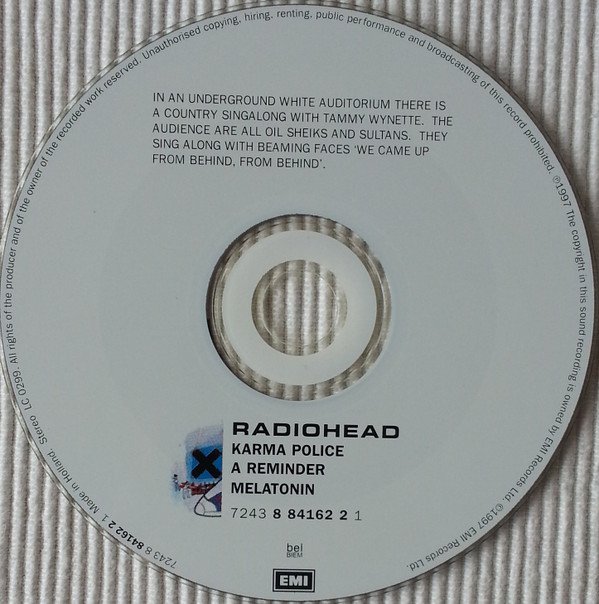 IN AN UNDERGROUND WHITE AUDITORIUM THERE IS
A COUNTRY SINGALONG WITH TAMMY WYNETTE.  THE
AUDIENCE ARE ALL OIL SHEIKS AND SULTANS.  THEY
SING ALONG WITH BEAMING FACES ‘WE CAME UP
FROM BEHIND, FROM BEHIND’.
RADIOHEAD
KARMA POLICE
A REMINDER
MELATONIN
7243 8 84162 2 1
bel
BIEM
EMI
7243 8 84162 2 1 Made in Holland. Stereo LC 0299. All rights of the producer and of the owner of the recorded work reserved. Unauthorised copying, hiring, renting, public performance and broadcasting of this record prohibited. ℗1997 The copyright in this sound recording is owned by EMI Records Ltd. ©1997 EMI Records Ltd.